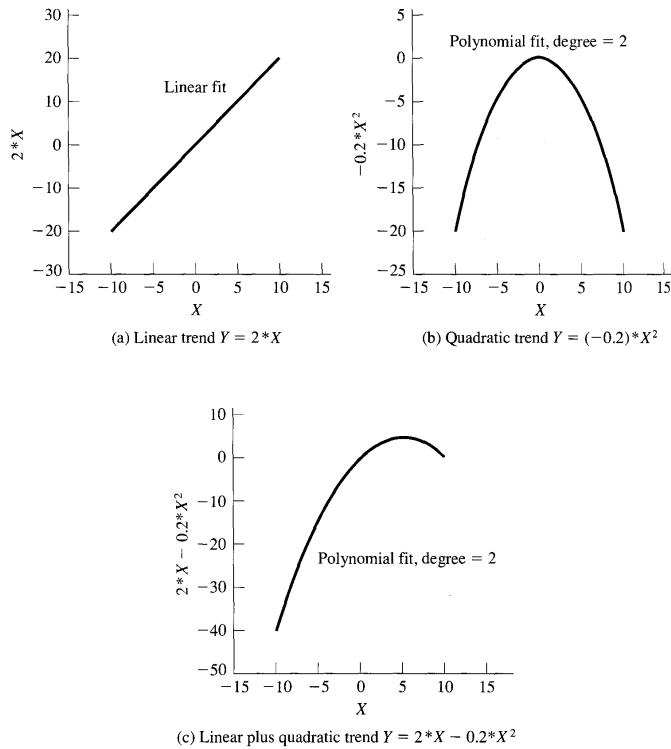 30
20
10
0
−10
−20
−30
2*X
Linear fit
−15 −10 −5 0 5 10 15
X
(a) Linear trend Y = 2*X
5
0
−5
−10
−15
−20
−25
−0.2*X²
Polynomial fit, degree = 2
−15 −10 −5 0 5 10 15
X
(b) Quadratic trend Y = (−0.2)*X²
10
0
−10
−20
−30
−40
−50
2*X − 0.2*X²
Polynomial fit, degree = 2
−15 −10 −5 0 5 10 15
X
(c) Linear plus quadratic trend Y = 2*X − 0.2*X²